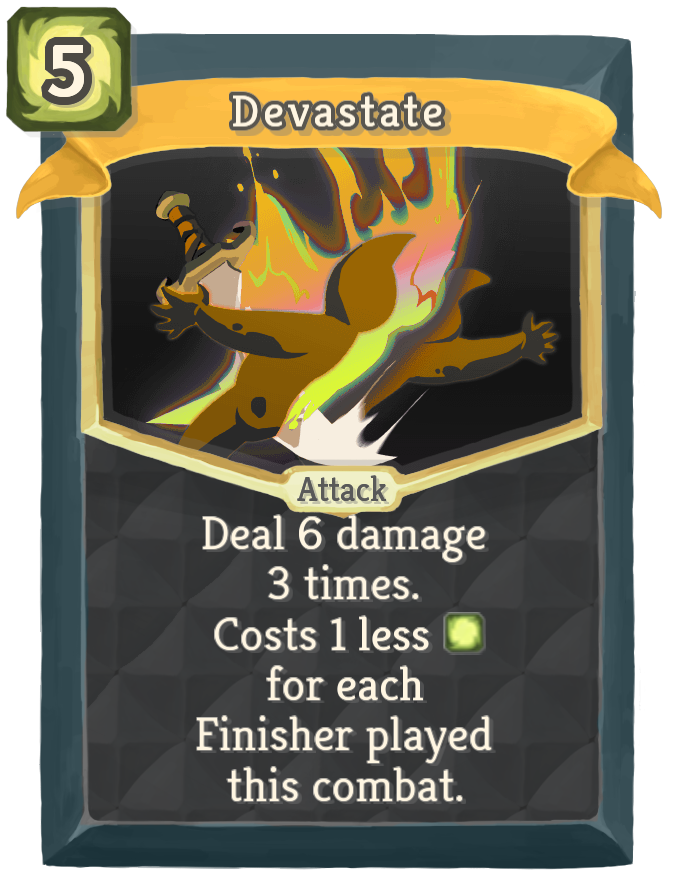 5
Devastate
Attack
Deal 6 damage
3 times.
Costs 1 less
for each
Finisher played
this combat.